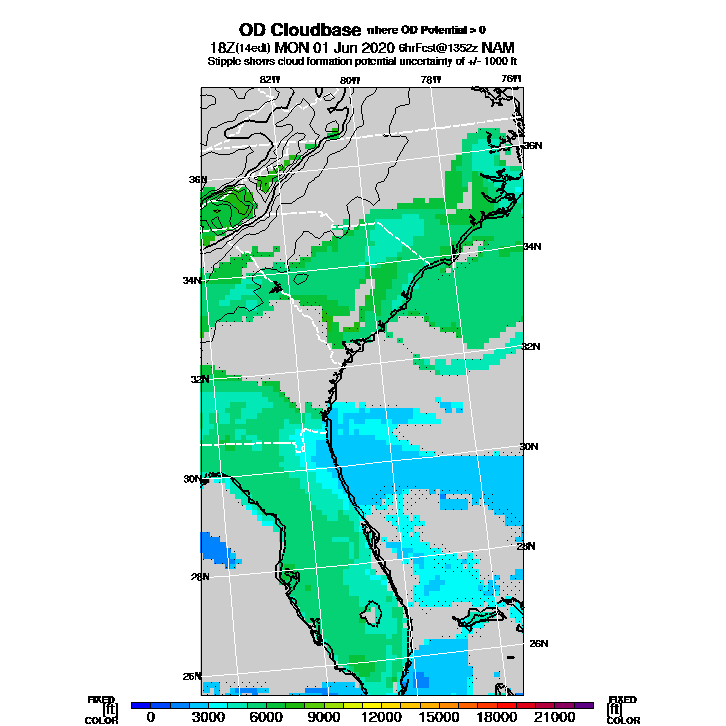 OD Cloudbase where OD Potential > 0
18Z(14edt) MON 01 Jun 2020 6hrFcst@1352z NAM
Stipple shows cloud formation potential uncertainty of +/- 1000 ft
82W 80W 78W 76W
36N
36N
34N
34N
32N
32N
30N
30N
28N
28N
26N
26N
FIXED FIXED
[ft] 0 3000 6000 9000 12000 15000 18000 21000 [ft]
COLOR COLOR